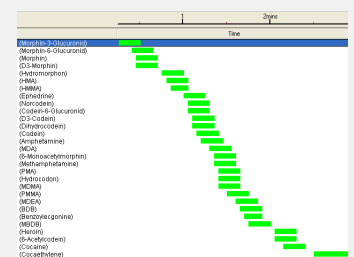 1 2mins
Time
(Morphin-3-Glucuronid)
(Morphin-6-Glucuronid)
(Morphin)
(D3-Morphin)
(Hydromorphon)
(HMA)
(HMMA)
(Ephedrine)
(Norcodein)
(Codein-6-Glucuronid)
(D3-Codein)
(Dihydrocodein)
(Codein)
(Amphetamine)
(MDA)
(6-Monoacetylmorphin)
(Methamphetamine)
(PMA)
(Hydrocodon)
(MDMA)
(PMMA)
(MDEA)
(BDB)
(Benzoylecgonine)
(MBDB)
(Heroin)
(6-Acetylcodein)
(Cocaine)
(Cocaethylene)